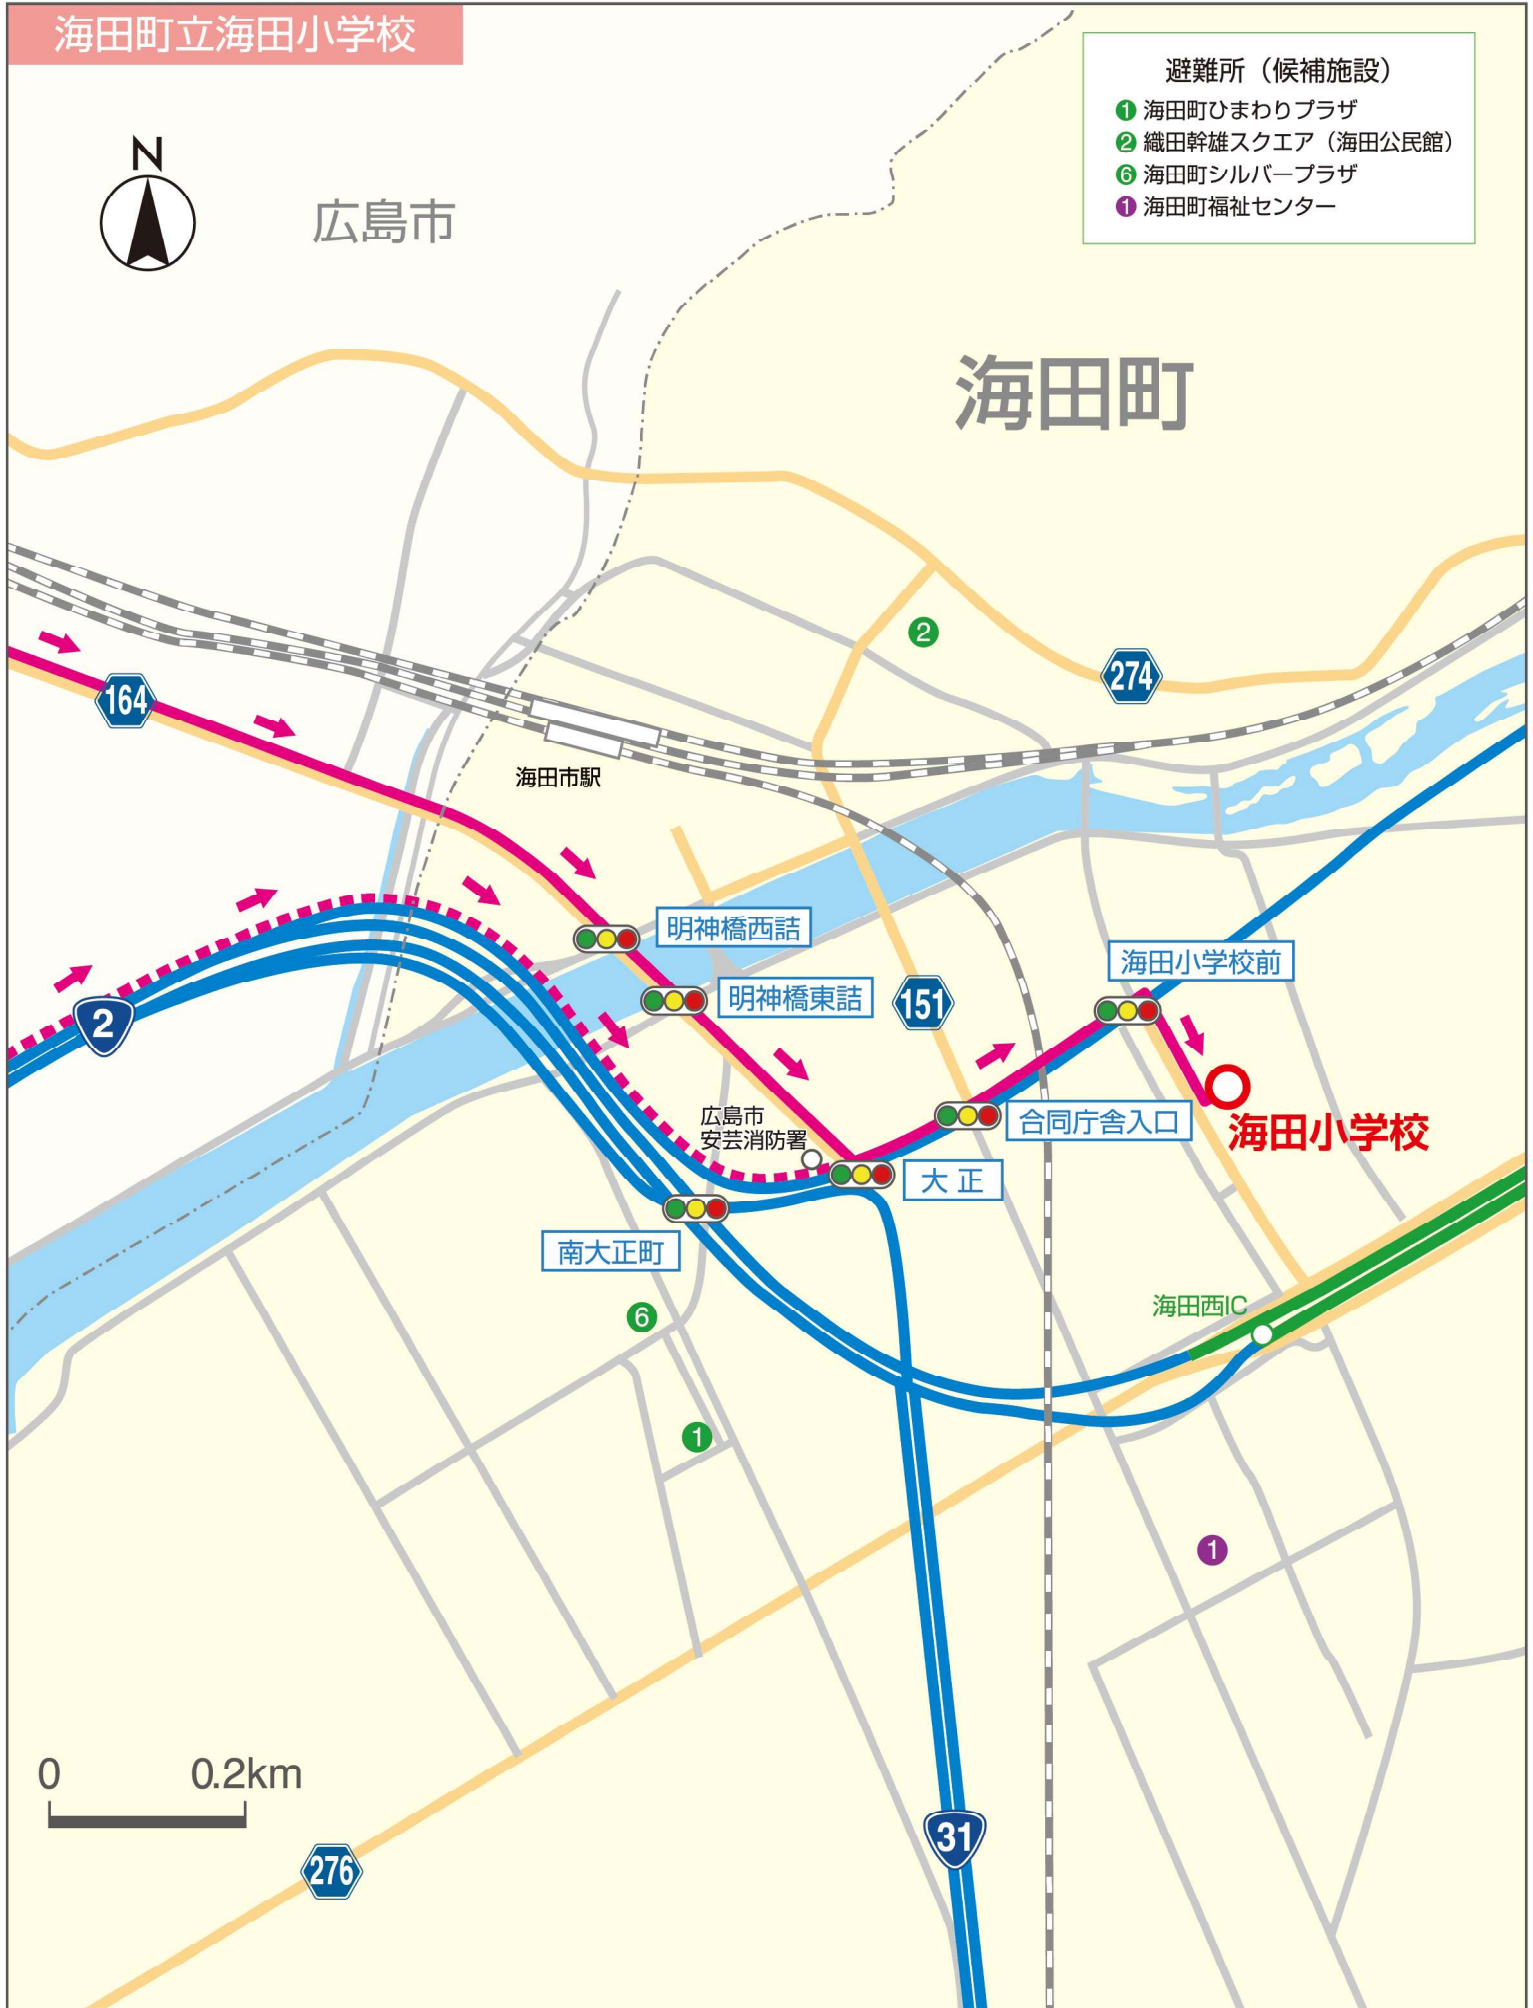 海田町立海田小学校
避難所（候補施設）
1 海田町ひまわりプラザ
2 織田幹雄スクエア（海田公民館）
6 海田町シルバープラザ
1 海田町福祉センター
N
広島市
海田町
2
274
164
海田市駅
明神橋西詰
海田小学校前
明神橋東詰
151
2
広島市
安芸消防署
合同庁舎入口
海田小学校
大正
南大正町
海田西IC
6
1
1
0 0.2km
31
276